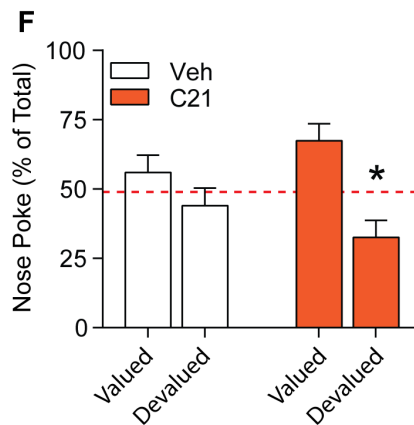 F
Nose Poke (% of Total)
100
75
50
25
0
Veh
C21
*
Valued
Devalued
Valued
Devalued